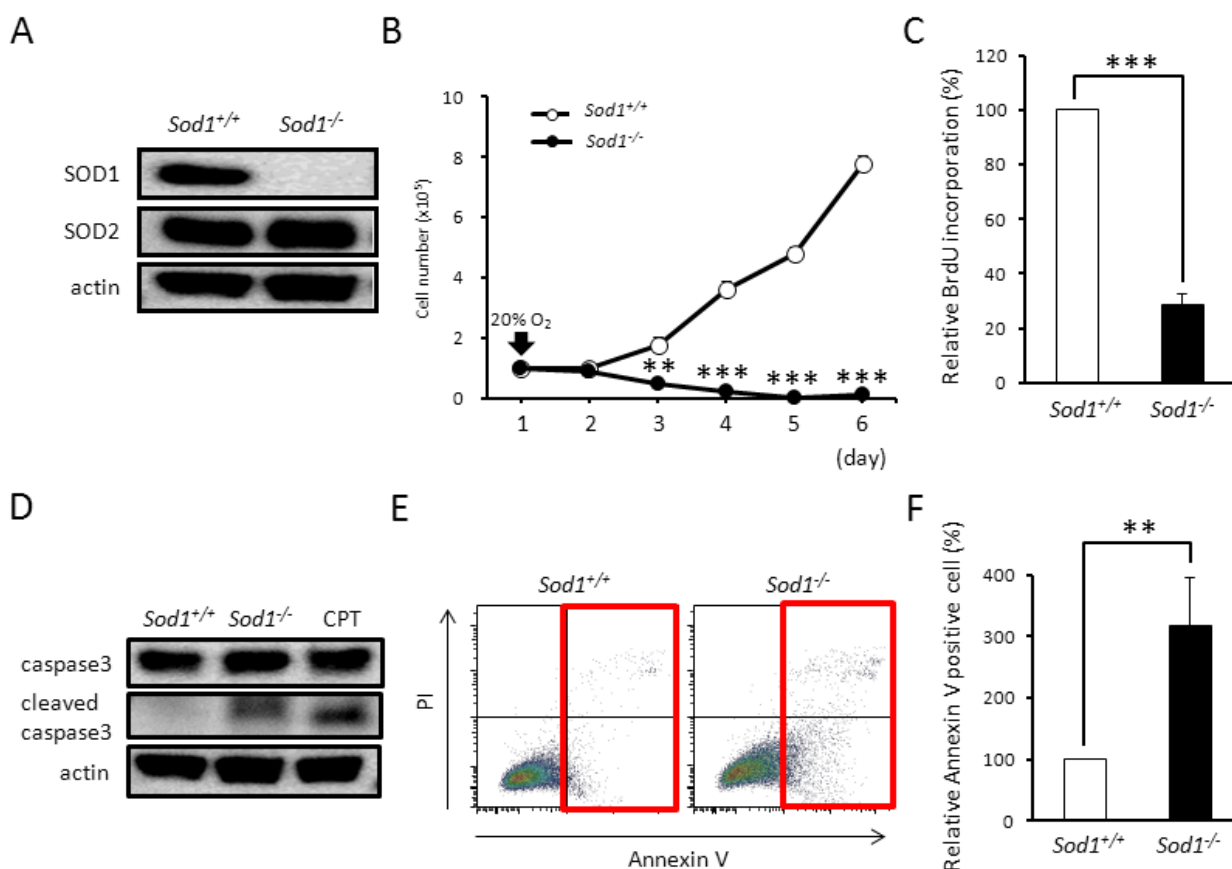 A
Sod1+/+ Sod1-/-
SOD1
SOD2
actin
B
Cell number (x10⁵)
10
8
6
4
2
0
Sod1+/+
Sod1-/-
20% O₂
** *** *** ***
1 2 3 4 5 6
(day)
C
Relative BrdU incorporation (%)
120
100
80
60
40
20
0
***
Sod1+/+ Sod1-/-
D
Sod1+/+ Sod1-/- CPT
caspase3
cleaved
caspase3
actin
E
Sod1+/+ Sod1-/-
PI
Annexin V
F
Relative Annexin V positive cell (%)
400
300
200
100
0
**
Sod1+/+ Sod1-/-